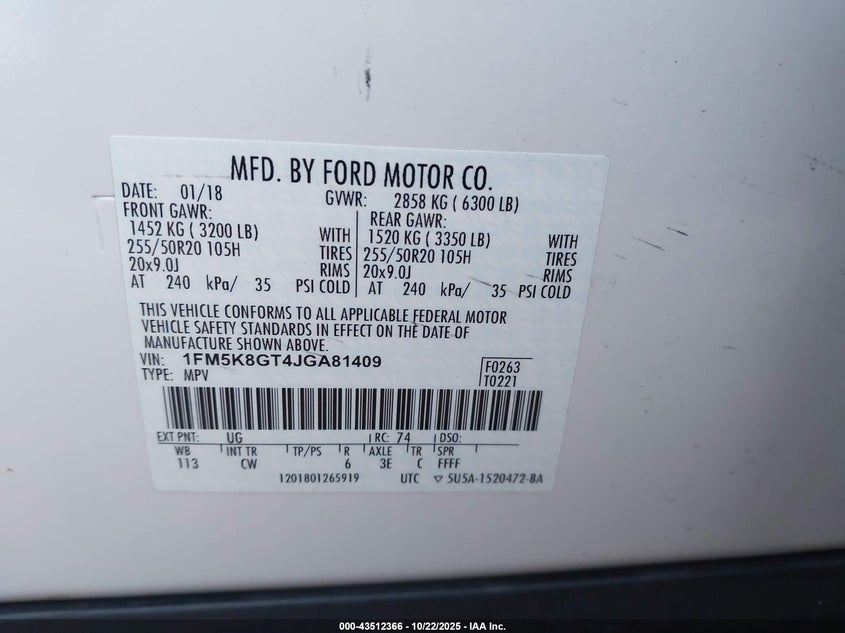 MFD. BY FORD MOTOR CO.
DATE: 01/18 GVWR: 2858 KG ( 6300 LB)
FRONT GAWR: REAR GAWR:
1452 KG ( 3200 LB) WITH 1520 KG ( 3350 LB) WITH
255/50R20 105H TIRES 255/50R20 105H TIRES
20x9.0J RIMS 20x9.0J RIMS
AT 240 kPa/ 35 PSI COLD AT 240 kPa/ 35 PSI COLD
THIS VEHICLE CONFORMS TO ALL APPLICABLE FEDERAL MOTOR
VEHICLE SAFETY STANDARDS IN EFFECT ON THE DATE OF
MANUFACTURE SHOWN ABOVE.
VIN: 1FM5K8GT4JGA81409 F0263
TYPE: MPV T0221
EXT PNT: UG RC: 74 DSO:
WB INT TR TP/PS R AXLE TR SPR
113 CW 6 3E C FFFF
1201801265919 UTC ▽ 5U5A-1520472-BA
000-43512366 - 10/22/2025 - IAA Inc.